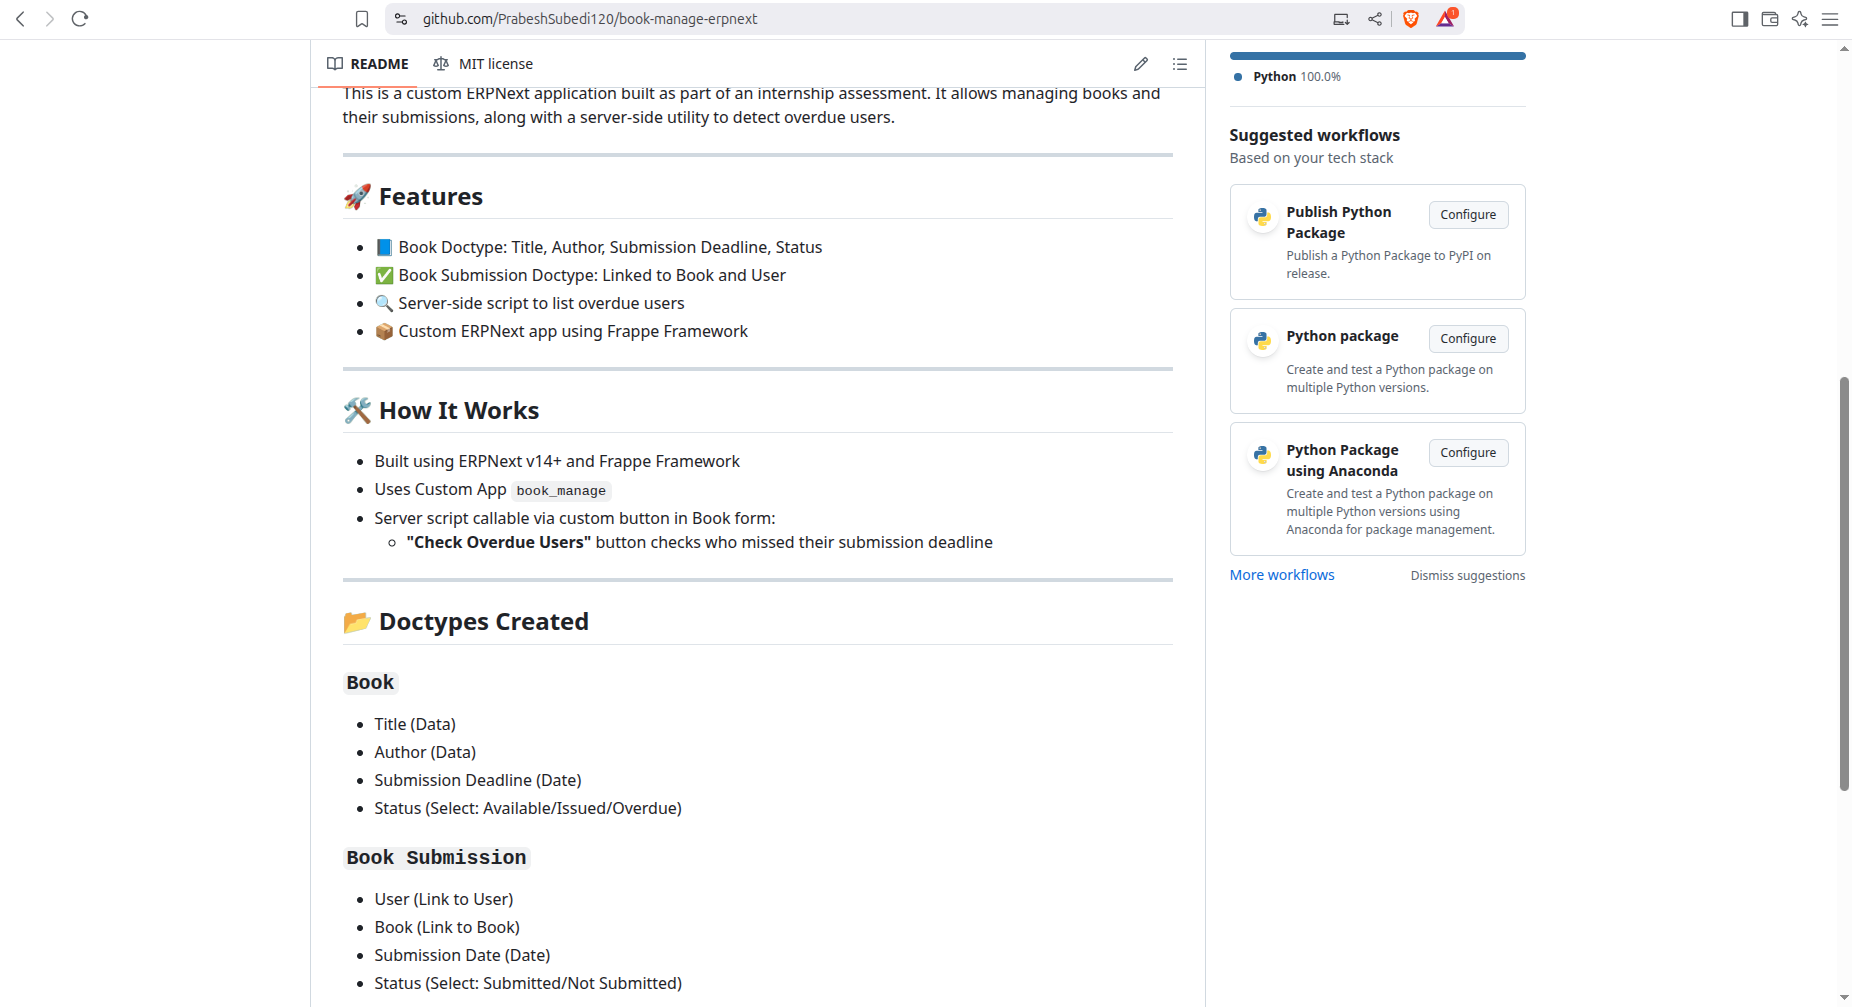 github.com/PrabeshSubedi120/book-manage-erpnext
1
README
MIT license
This is a custom ERPNext application built as part of an internship assessment. It allows managing books and
their submissions, along with a server-side utility to detect overdue users.
🚀 Features
📘 Book Doctype: Title, Author, Submission Deadline, Status
✅ Book Submission Doctype: Linked to Book and User
🔍 Server-side script to list overdue users
📦 Custom ERPNext app using Frappe Framework
🛠️ How It Works
Built using ERPNext v14+ and Frappe Framework
Uses Custom App book_manage
Server script callable via custom button in Book form:
"Check Overdue Users" button checks who missed their submission deadline
📂 Doctypes Created
Book
Title (Data)
Author (Data)
Submission Deadline (Date)
Status (Select: Available/Issued/Overdue)
Book Submission
User (Link to User)
Book (Link to Book)
Submission Date (Date)
Status (Select: Submitted/Not Submitted)
Python 100.0%
Suggested workflows
Based on your tech stack
Publish Python
Package
Configure
Publish a Python Package to PyPI on
release.
Python package
Configure
Create and test a Python package on
multiple Python versions.
Python Package
using Anaconda
Configure
Create and test a Python package on
multiple Python versions using
Anaconda for package management.
More workflows
Dismiss suggestions